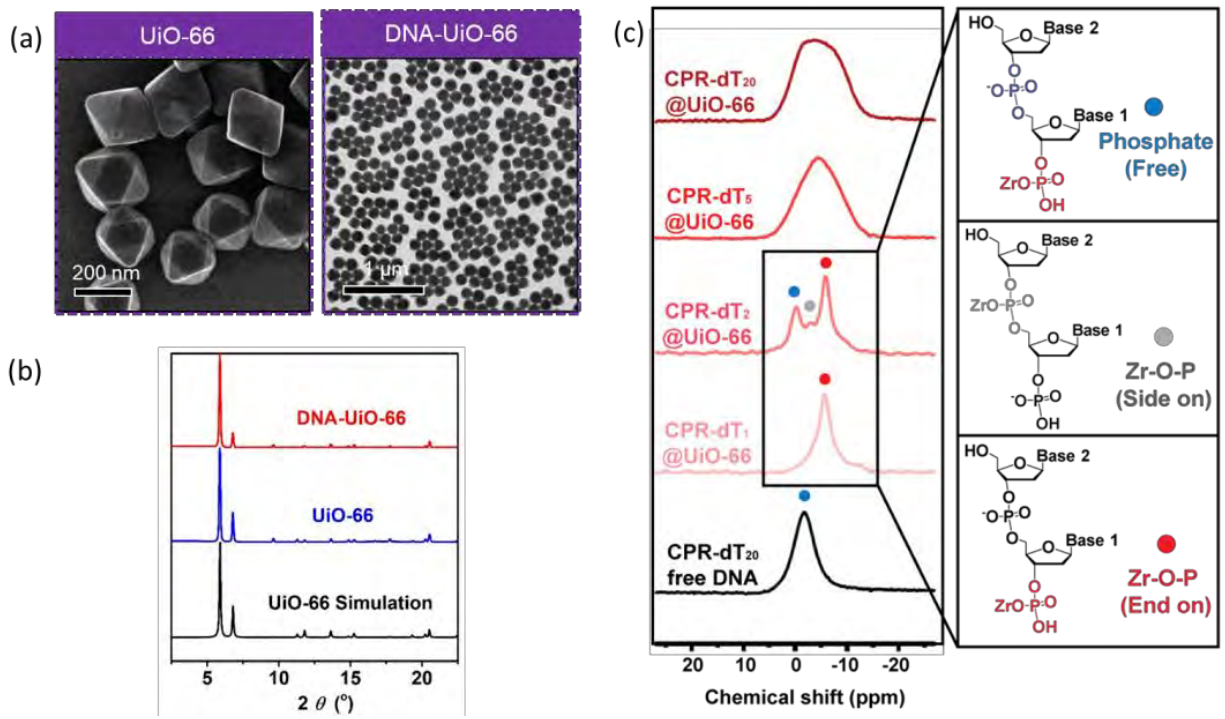 (a)
UiO-66
DNA-UiO-66
200 nm
1 μm
(b)
DNA-UiO-66
UiO-66
UiO-66 Simulation
5 10 15 20
2 θ (°)
(c)
CPR-dT20
@UiO-66
CPR-dT5
@UiO-66
CPR-dT2
@UiO-66
CPR-dT1
@UiO-66
CPR-dT20
free DNA
20 10 0 -10 -20
Chemical shift (ppm)
HO
Base 2
O
-O-P=O
O
Base 1
O
ZrO-P=O
OH
Phosphate
(Free)
HO
Base 2
O
ZrO-P=O
O
Base 1
O
-O-P=O
OH
Zr-O-P
(Side on)
HO
Base 2
O
-O-P=O
O
Base 1
O
ZrO-P=O
OH
Zr-O-P
(End on)